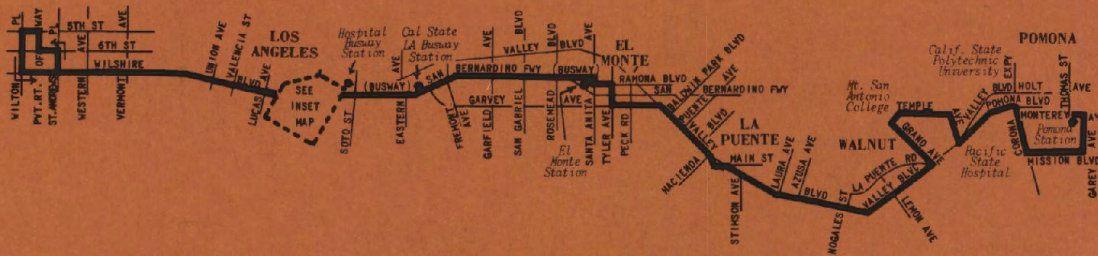 WILTON PL
PVT. RT. OF WAY
ST. ANDRES PL
WESTERN AVE
VERMONT AVE
5TH ST
6TH ST
WILSHIRE BLVD
UNION AVE
VALENCIA ST
LUCAS AVE
LOS
ANGELES
SEE
INSET
MAP
Hospital
Busway
Station
SOTO ST
Cal State
LA Busway
Station
(BUSWAY)
EASTERN AVE
SAN BERNARDINO FWY (BUSWAY)
FREMONT AVE
GARFIELD AVE
SAN GABRIEL BLVD
ROSEMEAD BLVD
VALLEY BLVD
GARVEY AVE
El
Monte
Station
SANTA ANITA AVE
TYLER AVE
PECK RD
EL
MONTE
RAMONA BLVD
SAN BERNARDINO FWY
BALDWIN PARK BLVD
PUENTE AVE
VALLEY BLVD
HACIENDA
LA
PUENTE
MAIN ST
STIMSON AVE
LAURA AVE
AZUSA AVE
BLVD
NOGALES ST
LA PUENTE RD
VALLEY BLVD
LEMON AVE
WALNUT
GRAND AVE
TEMPLE AVE
Mt. San
Antonio
College
Calif. State
Polytechnic
University
Pacific
State
Hospital
VALLEY BLVD
POMONA BLVD
HOLT AVE
CORONA EXPY
MONTEREY AV
THOMAS ST
Pomona
Station
MISSION BLVD
GAREY AVE
POMONA